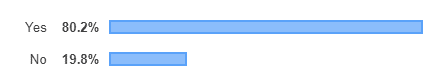 Yes 80.2%
No 19.8%